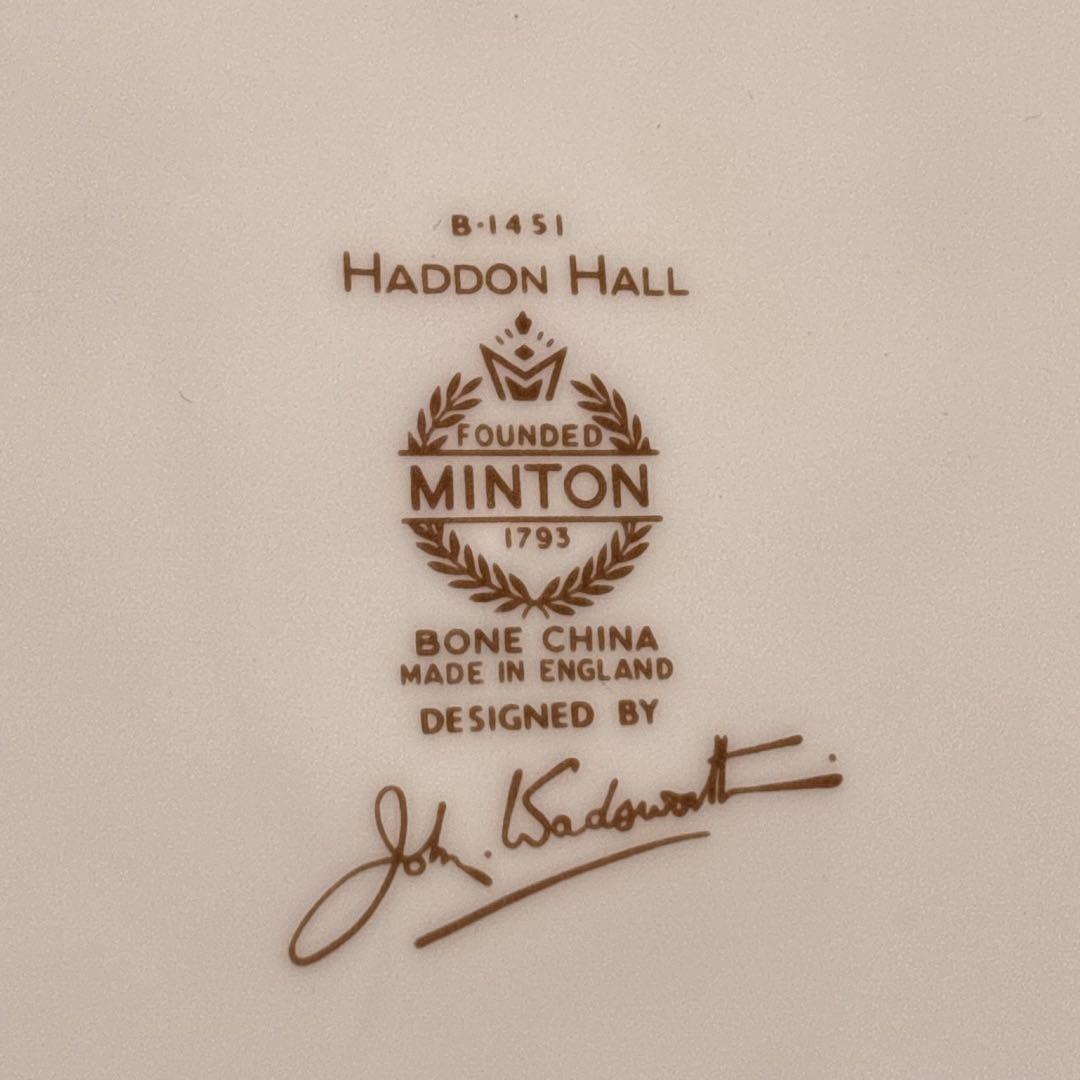 B·1451
HADDON HALL
FOUNDED
MINTON
1793
BONE CHINA
MADE IN ENGLAND
DESIGNED BY
John. Wadsworth.